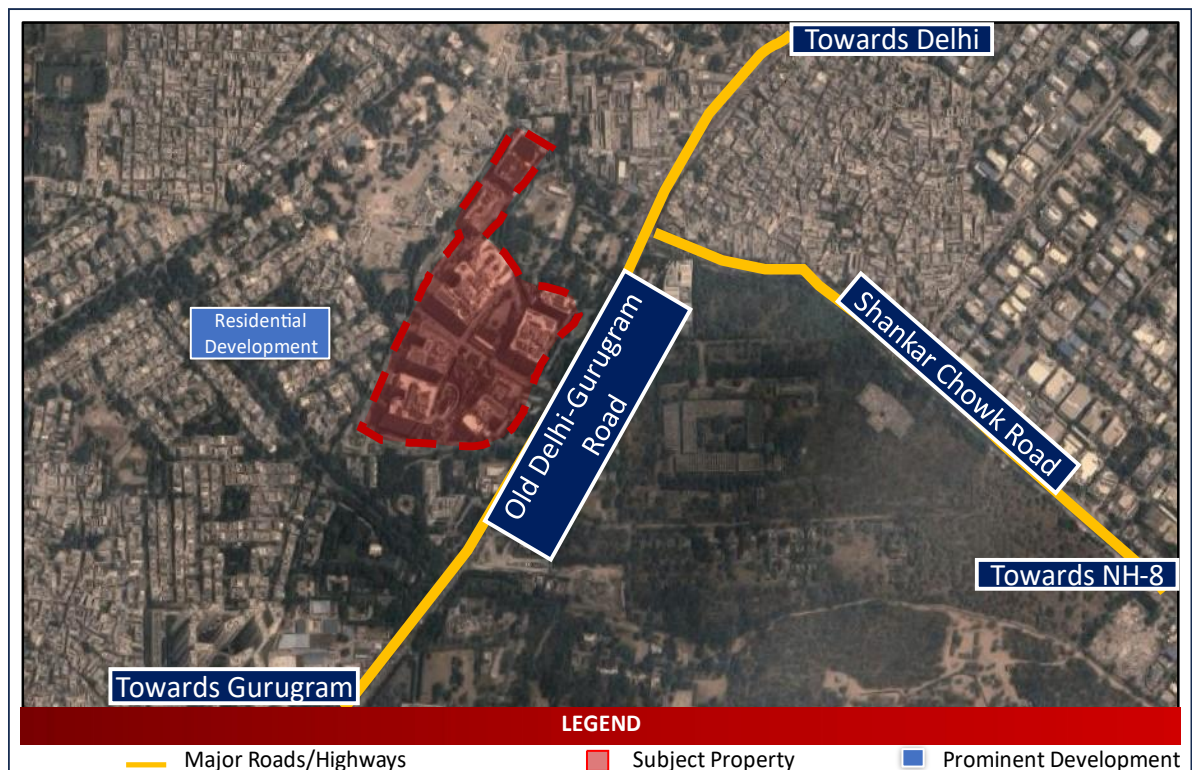 Towards Delhi
Shankar Chowk Road
Residential
Development
Old Delhi-Gurugram
Road
Towards NH-8
Towards Gurugram
LEGEND
Major Roads/Highways
Subject Property
Prominent Development